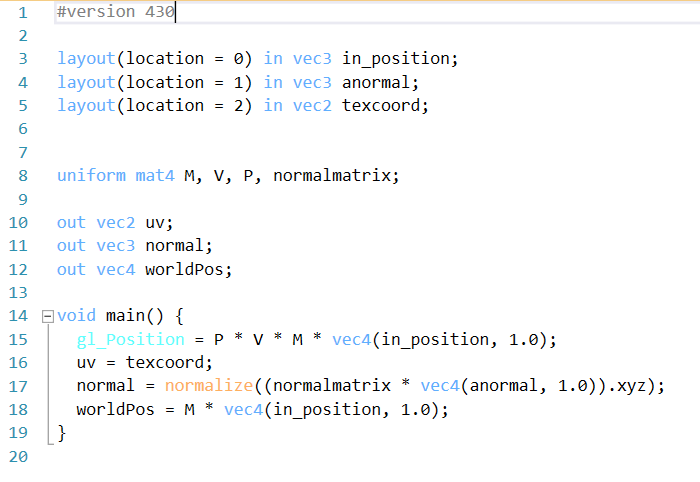 1 #version 430
2
3 layout(location = 0) in vec3 in_position;
4 layout(location = 1) in vec3 anormal;
5 layout(location = 2) in vec2 texcoord;
6
7
8 uniform mat4 M, V, P, normalmatrix;
9
10 out vec2 uv;
11 out vec3 normal;
12 out vec4 worldPos;
13
14 void main() {
15 gl_Position = P * V * M * vec4(in_position, 1.0);
16 uv = texcoord;
17 normal = normalize((normalmatrix * vec4(anormal, 1.0)).xyz);
18 worldPos = M * vec4(in_position, 1.0);
19 }
20